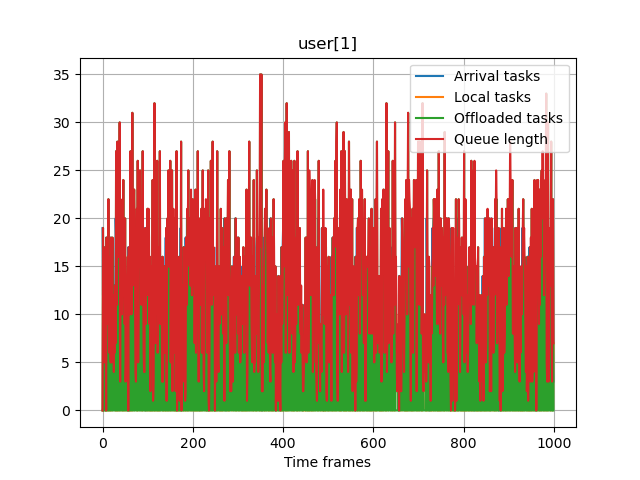 user[1]
Arrival tasks
Local tasks
Offloaded tasks
Queue length
35
30
25
20
15
10
5
0
0 200 400 600 800 1000
Time frames